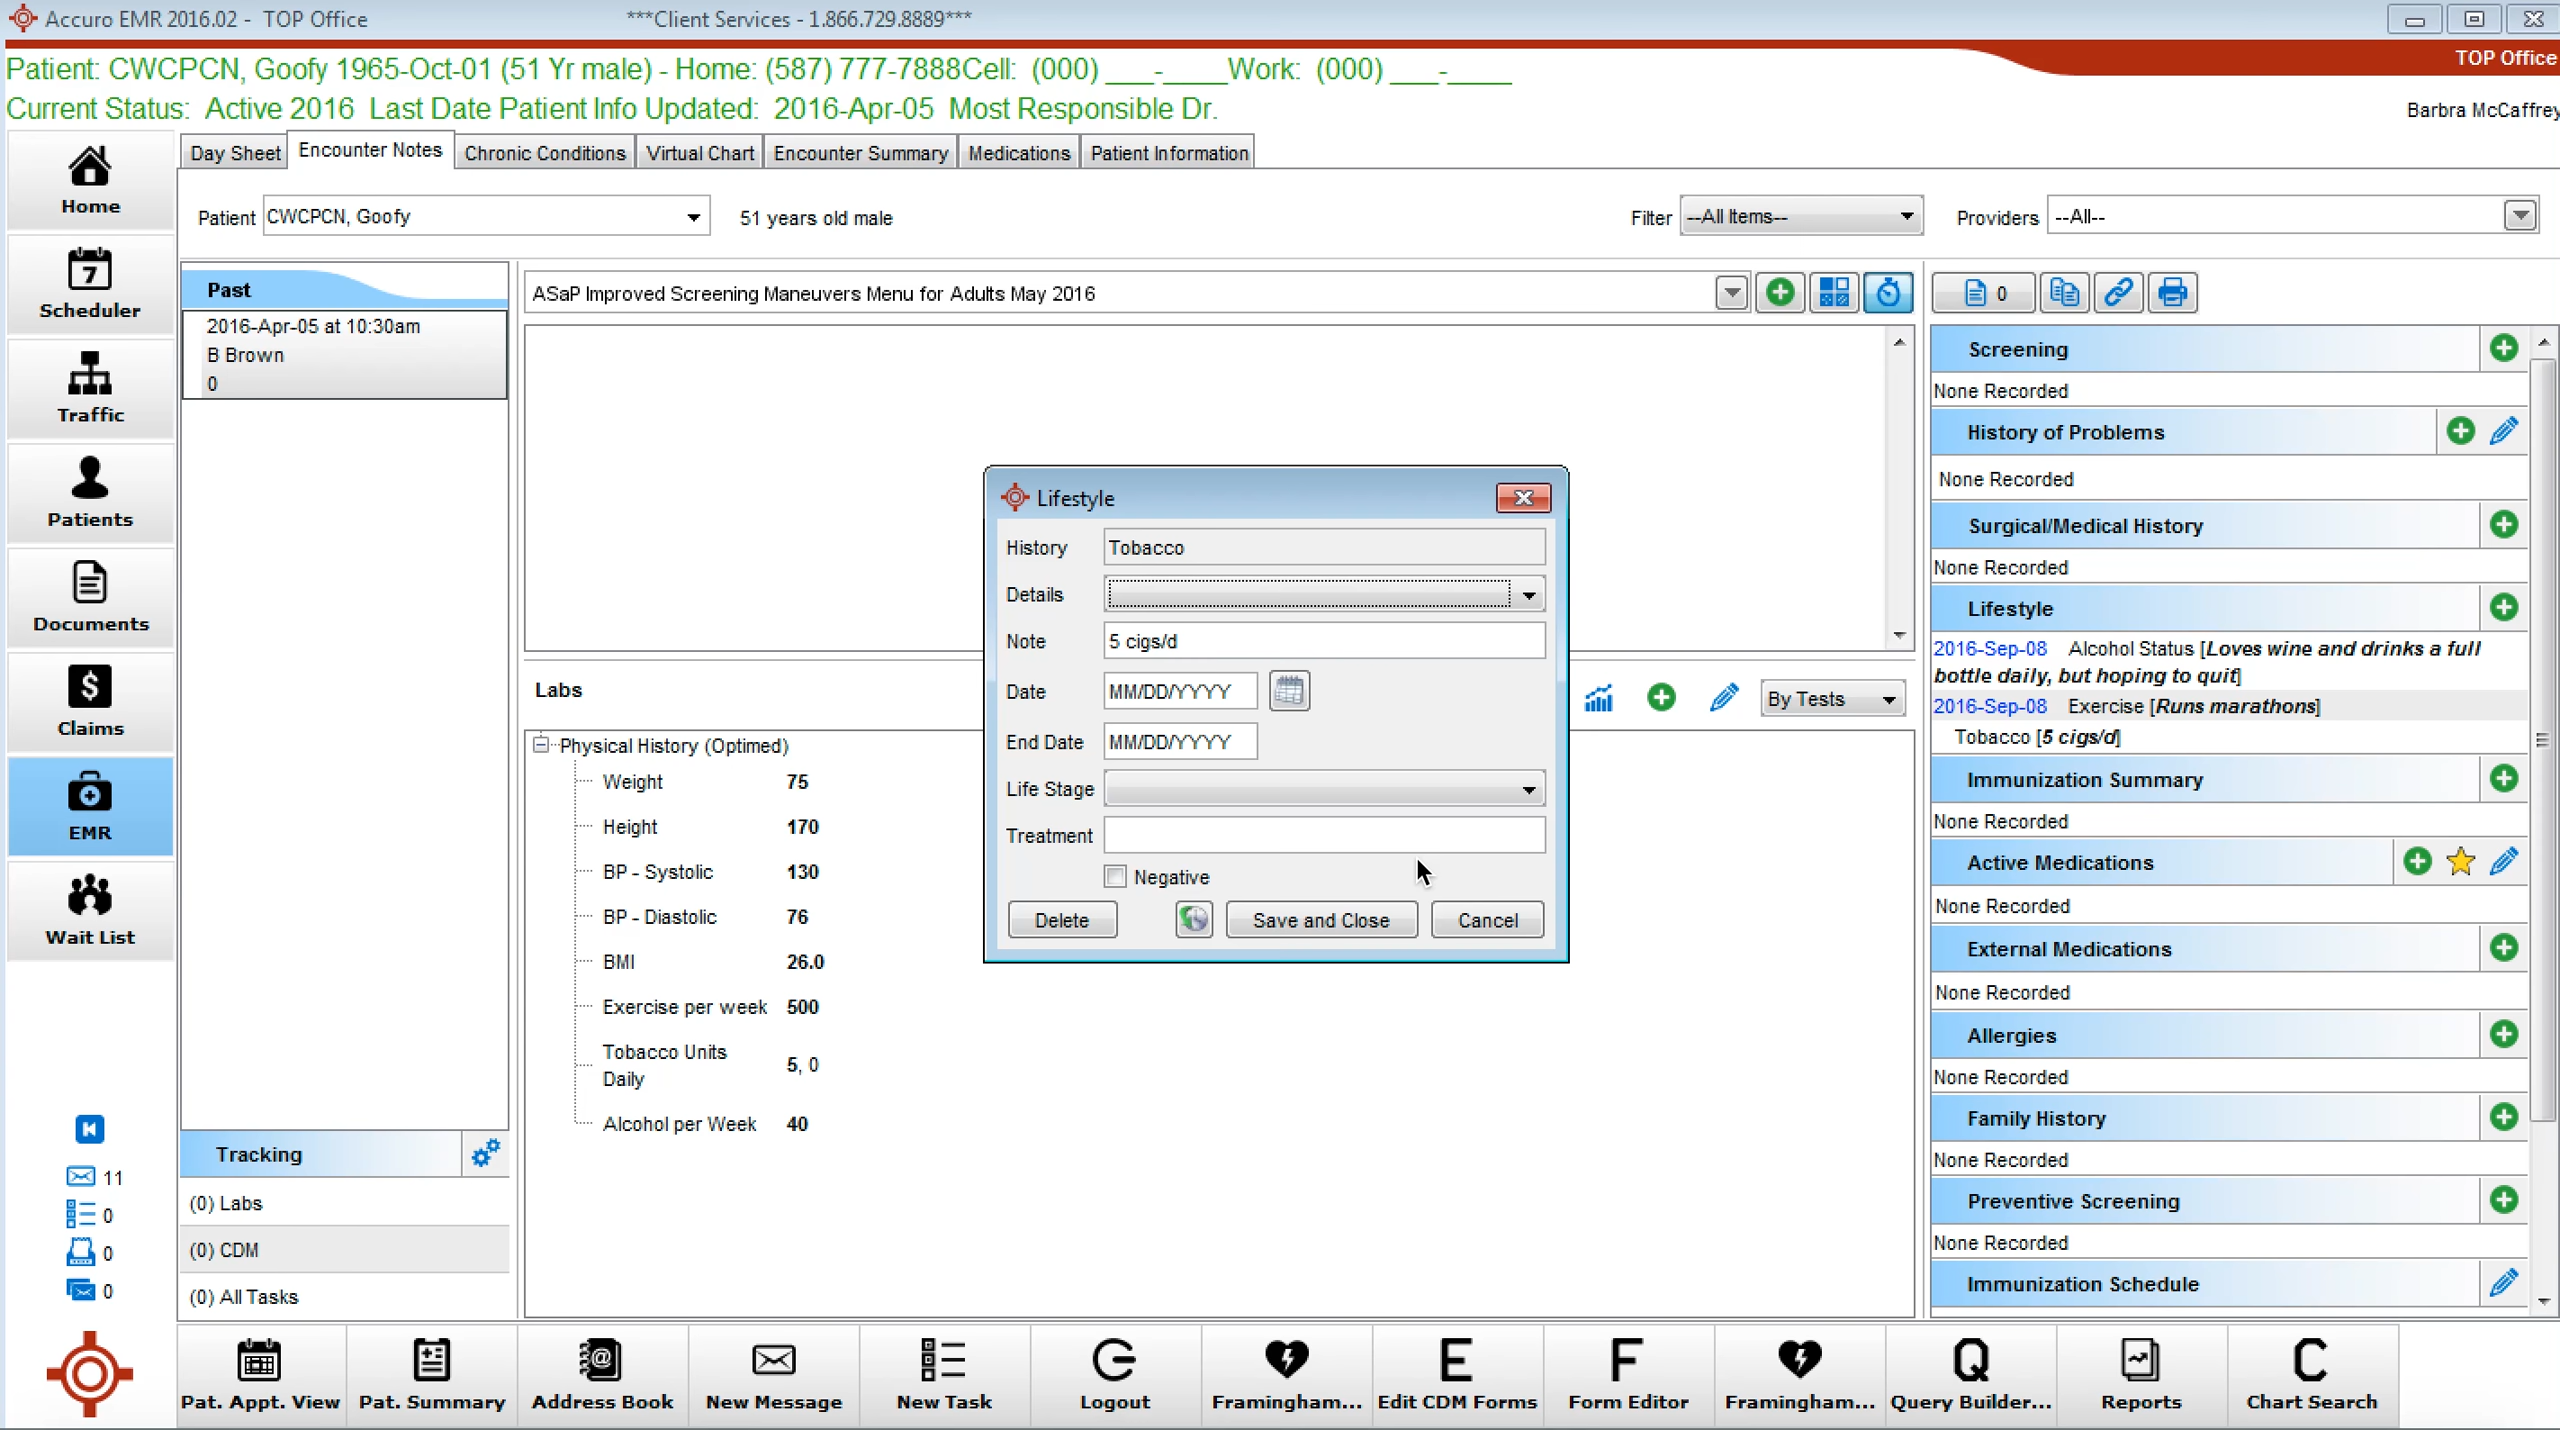 Accuro EMR 2016.02 - TOP Office
***Client Services - 1.866.729.8889***
TOP Office
Patient: CWCPCN, Goofy 1965-Oct-01 (51 Yr male) - Home: (587) 777-7888Cell: (000) ___-____Work: (000) ___-____
Current Status: Active 2016 Last Date Patient Info Updated: 2016-Apr-05 Most Responsible Dr.
Barbra McCaffrey
Home
7
Scheduler
Traffic
Patients
Documents
$
Claims
EMR
Wait List
11
0
0
0
Day Sheet
Encounter Notes
Chronic Conditions
Virtual Chart
Encounter Summary
Medications
Patient Information
Patient CWCPCN, Goofy
51 years old male
Filter --All Items--
Providers --All--
Past
2016-Apr-05 at 10:30am
B Brown
0
Tracking
(0) Labs
(0) CDM
(0) All Tasks
ASaP Improved Screening Maneuvers Menu for Adults May 2016
Labs
By Tests
Physical History (Optimed)
Weight 75
Height 170
BP - Systolic 130
BP - Diastolic 76
BMI 26.0
Exercise per week 500
Tobacco Units
Daily 5, 0
Alcohol per Week 40
Lifestyle
History Tobacco
Details
Note 5 cigs/d
Date MM/DD/YYYY
End Date MM/DD/YYYY
Life Stage
Treatment
Negative
Delete
Save and Close
Cancel
0
Screening
None Recorded
History of Problems
None Recorded
Surgical/Medical History
None Recorded
Lifestyle
2016-Sep-08 Alcohol Status [Loves wine and drinks a full
bottle daily, but hoping to quit]
2016-Sep-08 Exercise [Runs marathons]
Tobacco [5 cigs/d]
Immunization Summary
None Recorded
Active Medications
None Recorded
External Medications
None Recorded
Allergies
None Recorded
Family History
None Recorded
Preventive Screening
None Recorded
Immunization Schedule
Pat. Appt. View
Pat. Summary
@
Address Book
New Message
New Task
Logout
Framingham...
E
Edit CDM Forms
F
Form Editor
Framingham...
Q
Query Builder...
Reports
C
Chart Search